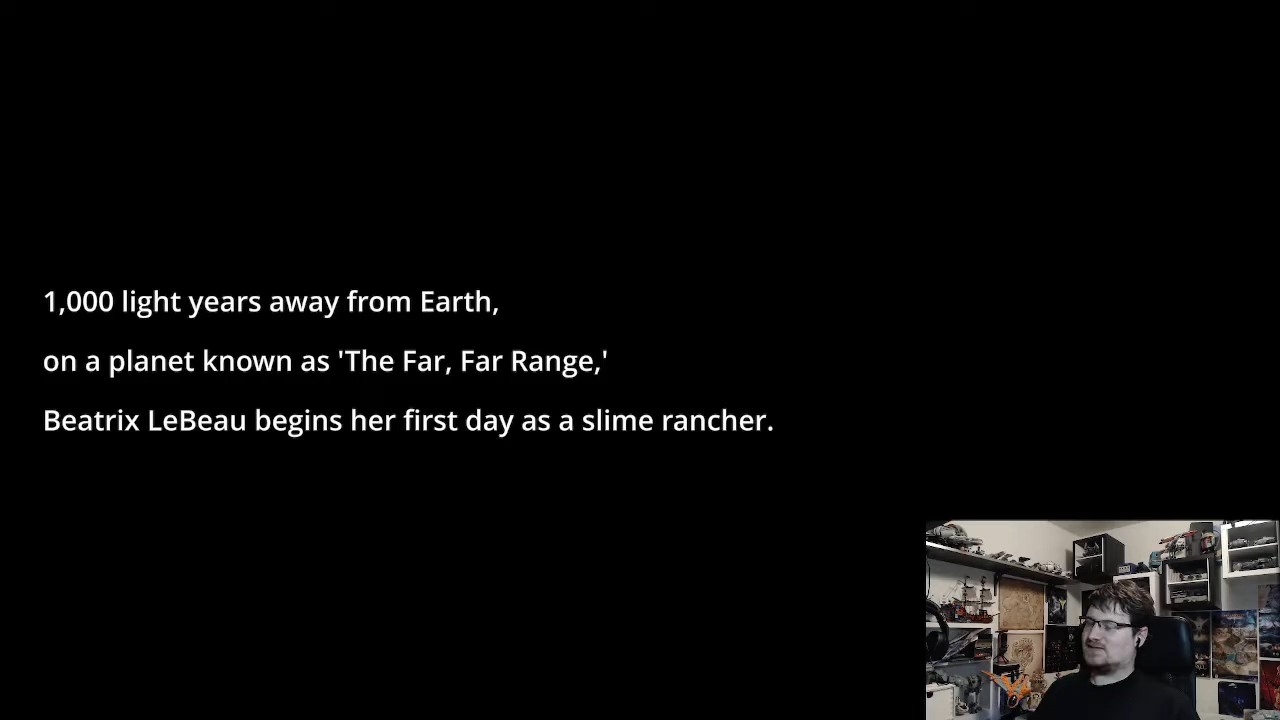 1,000 light years away from Earth,
on a planet known as 'The Far, Far Range,'
Beatrix LeBeau begins her first day as a slime rancher.